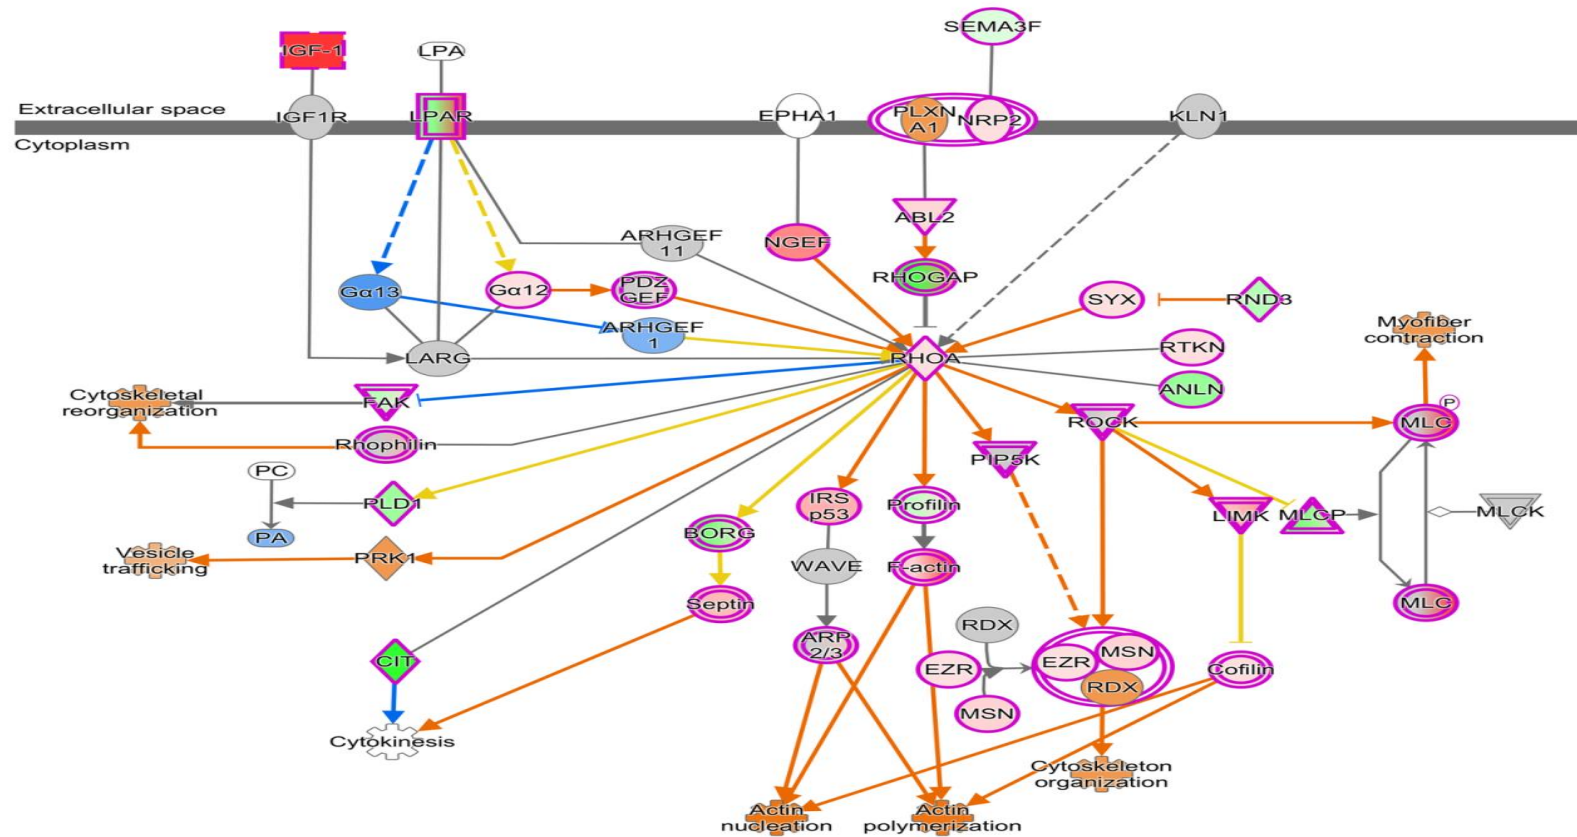 SEMA3F
IGF-1
LPA
Extracellular space
IGF1R
LPAR
EPHA1
PLXN
A1
NRP2
KLN1
Cytoplasm
ABL2
ARHGEF
11
NGEF
RHOGAP
Gα13
Gα12
PDZ
GEF
SYX
RND3
ARHGEF
1
Myofiber
contraction
LARG
RHOA
RTKN
ANLN
Cytoskeletal
reorganization
FAK
P
ROCK
MLC
Rhophilin
PC
PIP5K
PLD1
IRS
p53
Profilin
LIMK
MLCP
MLCK
PA
BORG
Vesicle
trafficking
PRK1
WAVE
F-actin
Septin
MLC
RDX
ARP
2/3
CIT
EZR
EZR
MSN
RDX
Cofilin
MSN
Cytokinesis
Cytoskeleton
organization
Actin
nucleation
Actin
polymerization